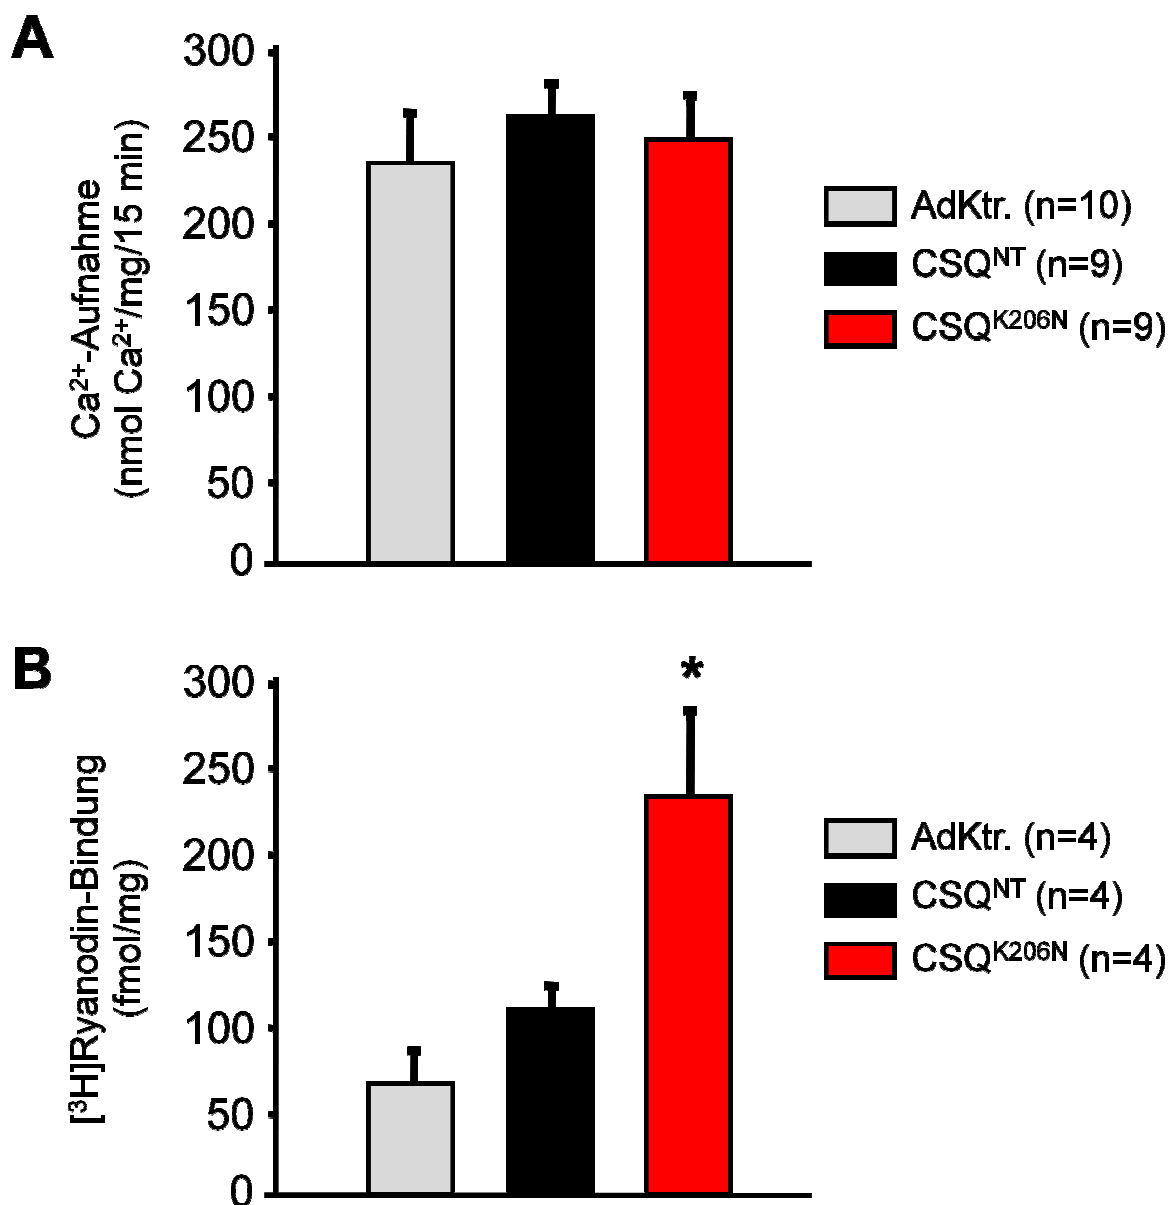 A
300
250
200
150
100
50
0
Ca²⁺-Aufnahme
(nmol Ca²⁺/mg/15 min)
AdKtr. (n=10)
CSQᴺᵀ (n=9)
CSQᴷ²⁰⁶ᴺ (n=9)
B
300
250
200
150
100
50
0
[³H]Ryanodin-Bindung
(fmol/mg)
*
AdKtr. (n=4)
CSQᴺᵀ (n=4)
CSQᴷ²⁰⁶ᴺ (n=4)